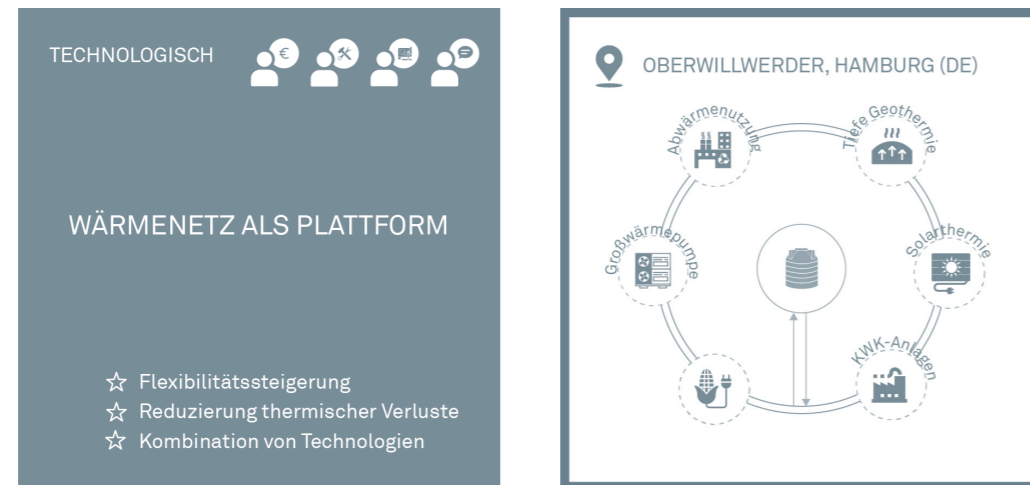 TECHNOLOGISCH
€
WÄRMENETZ ALS PLATTFORM
Flexibilitätssteigerung
Reduzierung thermischer Verluste
Kombination von Technologien
OBERWILLWERDER, HAMBURG (DE)
Abwärmenutzung
Tiefe Geothermie
Großwärmepumpe
Solarthermie
KWK-Anlagen